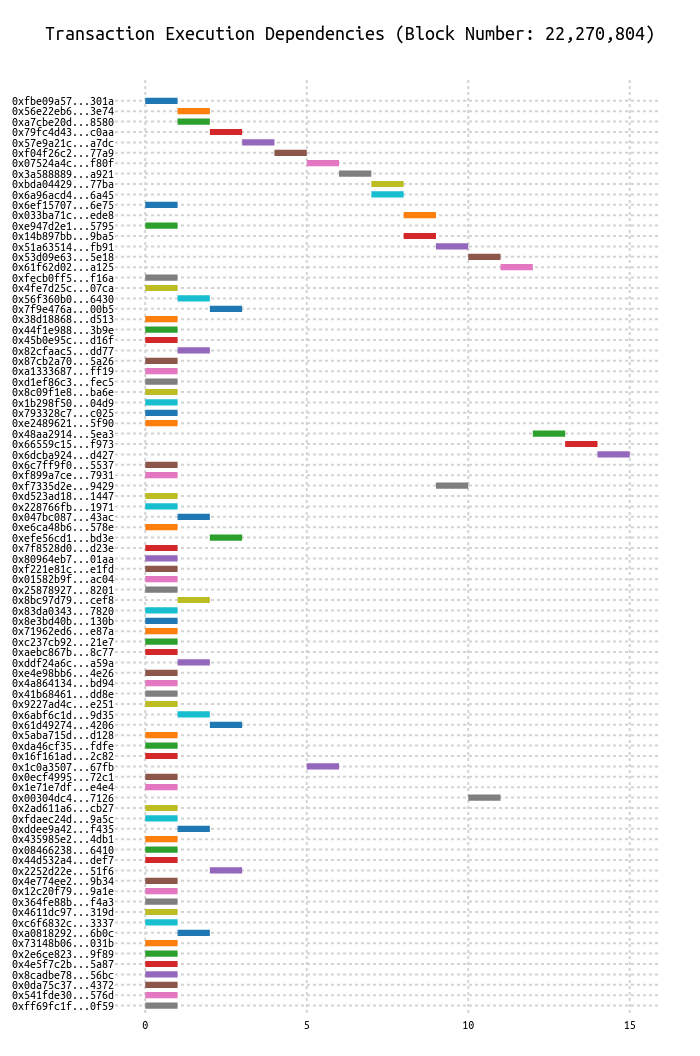 Transaction Execution Dependencies (Block Number: 22,270,804)
0xfbe09a57...301a
0x56e22eb6...3e74
0xa7cbe20d...8580
0x79fc4d43...c0aa
0x57e9a21c...a7dc
0xf04f26c2...77a9
0x07524a4c...f80f
0x3a588889...a921
0xbda04429...77ba
0x6a96acd4...6a45
0x6ef15707...6e75
0x033ba71c...ede8
0xe947d2e1...5795
0x14b897bb...9ba5
0x51a63514...fb91
0x53d09e63...5e18
0x61f62d02...a125
0xfecb0ff5...f16a
0x4fe7d25c...07ca
0x56f360b0...6430
0x7f9e476a...00b5
0x38d18868...d513
0x44f1e988...3b9e
0x45b0e95c...d16f
0x82cfaac5...dd77
0x87cb2a70...5a26
0xa1333687...ff19
0xd1ef86c3...fec5
0x8c09f1e8...ba6e
0x1b298f50...04d9
0x793328c7...c025
0xe2489621...5f90
0x48aa2914...5ea3
0x66559c15...f973
0x6dcba924...d427
0x6c7ff9f0...5537
0xf899a7ce...7931
0xf7335d2e...9429
0xd523ad18...1447
0x228766fb...1971
0x047bc087...43ac
0xe6ca48b6...578e
0xefe56cd1...bd3e
0x7f8528d0...d23e
0x80964eb7...01aa
0xf221e81c...e1fd
0x01582b9f...ac04
0x25878927...8201
0x8bc97d79...cef8
0x83da0343...7820
0x8e3bd40b...130b
0x71962ed6...e87a
0xc237cb92...21e7
0xaebc867b...8c77
0xddf24a6c...a59a
0xe4e98bb6...4e26
0x4a864134...bd94
0x41b68461...dd8e
0x9227ad4c...e251
0x6abf6c1d...9d35
0x61d49274...4206
0x5aba715d...d128
0xda46cf35...fdfe
0x16f161ad...2c82
0x1c0a3507...67fb
0x0ecf4995...72c1
0x1e71e7df...e4e4
0x00304dc4...7126
0x2ad611a6...cb27
0xfdaec24d...9a5c
0xddee9a42...f435
0x435985e2...4db1
0x08466238...6410
0x44d532a4...def7
0x2252d22e...51f6
0x4e774ee2...9b34
0x12c20f79...9a1e
0x364fe88b...f4a3
0x4611dc97...319d
0xc6f6832c...3337
0xa0818292...6b0c
0x73148b06...031b
0x2e6ce823...9f89
0x4e5f7c2b...5a87
0x8cadbe78...56bc
0x0da75c37...4372
0x541fde30...576d
0xff69fc1f...0f59
0 5 10 15